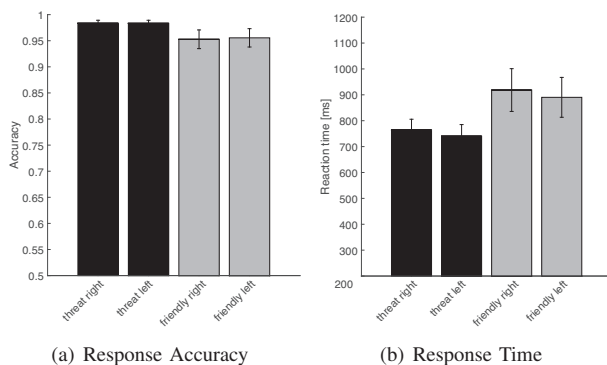 1
0.95
0.9
0.85
0.8
0.75
0.7
0.65
0.6
0.55
0.5
Accuracy
threat right
threat left
friendly right
friendly left
(a) Response Accuracy
1200
1100
1000
900
800
700
600
500
400
300
200
Reaction time [ms]
threat right
threat left
friendly right
friendly left
(b) Response Time